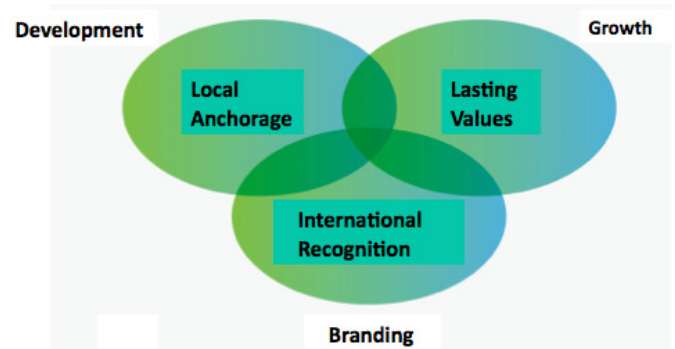 Development
Growth
Local
Anchorage
Lasting
Values
International
Recognition
Branding